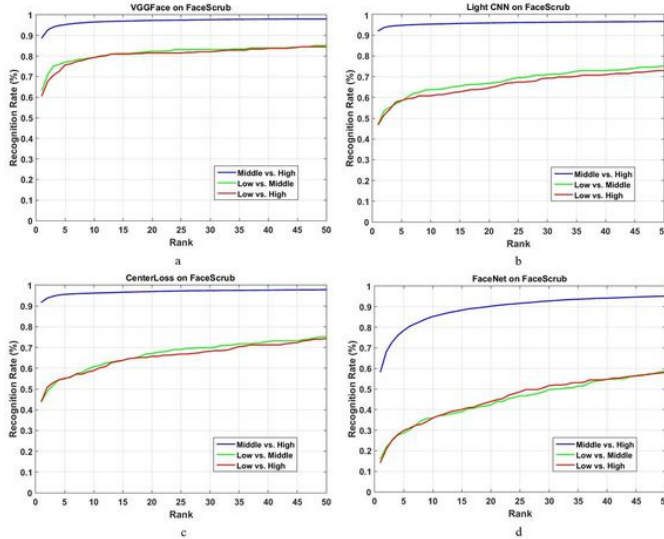 VGGFace on FaceScrub
Recognition Rate (%)
1
0.9
0.8
0.7
0.6
0.5
0.4
0.3
0.2
0.1
0
Middle vs. High
Low vs. Middle
Low vs. High
0 5 10 15 20 25 30 35 40 45 50
Rank
a
Light CNN on FaceScrub
Recognition Rate (%)
1
0.9
0.8
0.7
0.6
0.5
0.4
0.3
0.2
0.1
0
Middle vs. High
Low vs. Middle
Low vs. High
0 5 10 15 20 25 30 35 40 45 50
Rank
b
CenterLoss on FaceScrub
Recognition Rate (%)
1
0.9
0.8
0.7
0.6
0.5
0.4
0.3
0.2
0.1
0
Middle vs. High
Low vs. Middle
Low vs. High
0 5 10 15 20 25 30 35 40 45 50
Rank
c
FaceNet on FaceScrub
Recognition Rate (%)
1
0.9
0.8
0.7
0.6
0.5
0.4
0.3
0.2
0.1
0
Middle vs. High
Low vs. Middle
Low vs. High
0 5 10 15 20 25 30 35 40 45 50
Rank
d